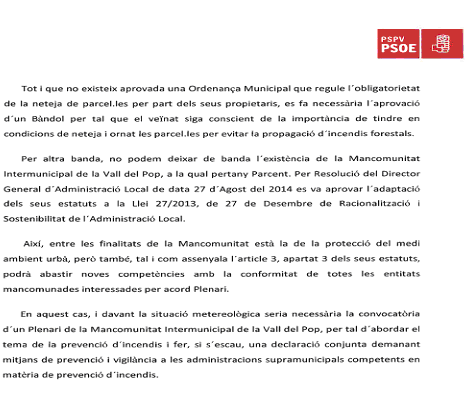 PSPV
PSOE
Tot i que no existeix aprovada una Ordenança Municipal que regule l´obligatorietat
de la neteja de parcel.les per part dels seus propietaris, es fa necessària l´aprovació
d´un Bàndol per tal que el veïnat siga conscient de la importància de tindre en
condicions de neteja i ornat les parcel.les per evitar la propagació d´incendis forestals.
Per altra banda, no podem deixar de banda l´existència de la Mancomunitat
Intermunicipal de la Vall del Pop, a la qual pertany Parcent. Per Resolució del Director
General d´Administració Local de data 27 d´Agost del 2014 es va aprovar l´adaptació
dels seus estatuts a la Llei 27/2013, de 27 de Desembre de Racionalització i
Sostenibilitat de l´Administració Local.
Així, entre les finalitats de la Mancomunitat està la de la protecció del medi
ambient urbà, però també, tal i com assenyala l´article 3, apartat 3 dels seus estatuts,
podrà abastir noves competències amb la conformitat de totes les entitats
mancomunades interessades per acord Plenari.
En aquest cas, i davant la situació metereològica seria necessària la convocatòria
d´un Plenari de la Mancomunitat Intermunicipal de la Vall del Pop, per tal d´abordar el
tema de la prevenció d´incendis i fer, si s´escau, una declaració conjunta demanant
mitjans de prevenció i vigilància a les administracions supramunicipals competents en
matèria de prevenció d´incendis.